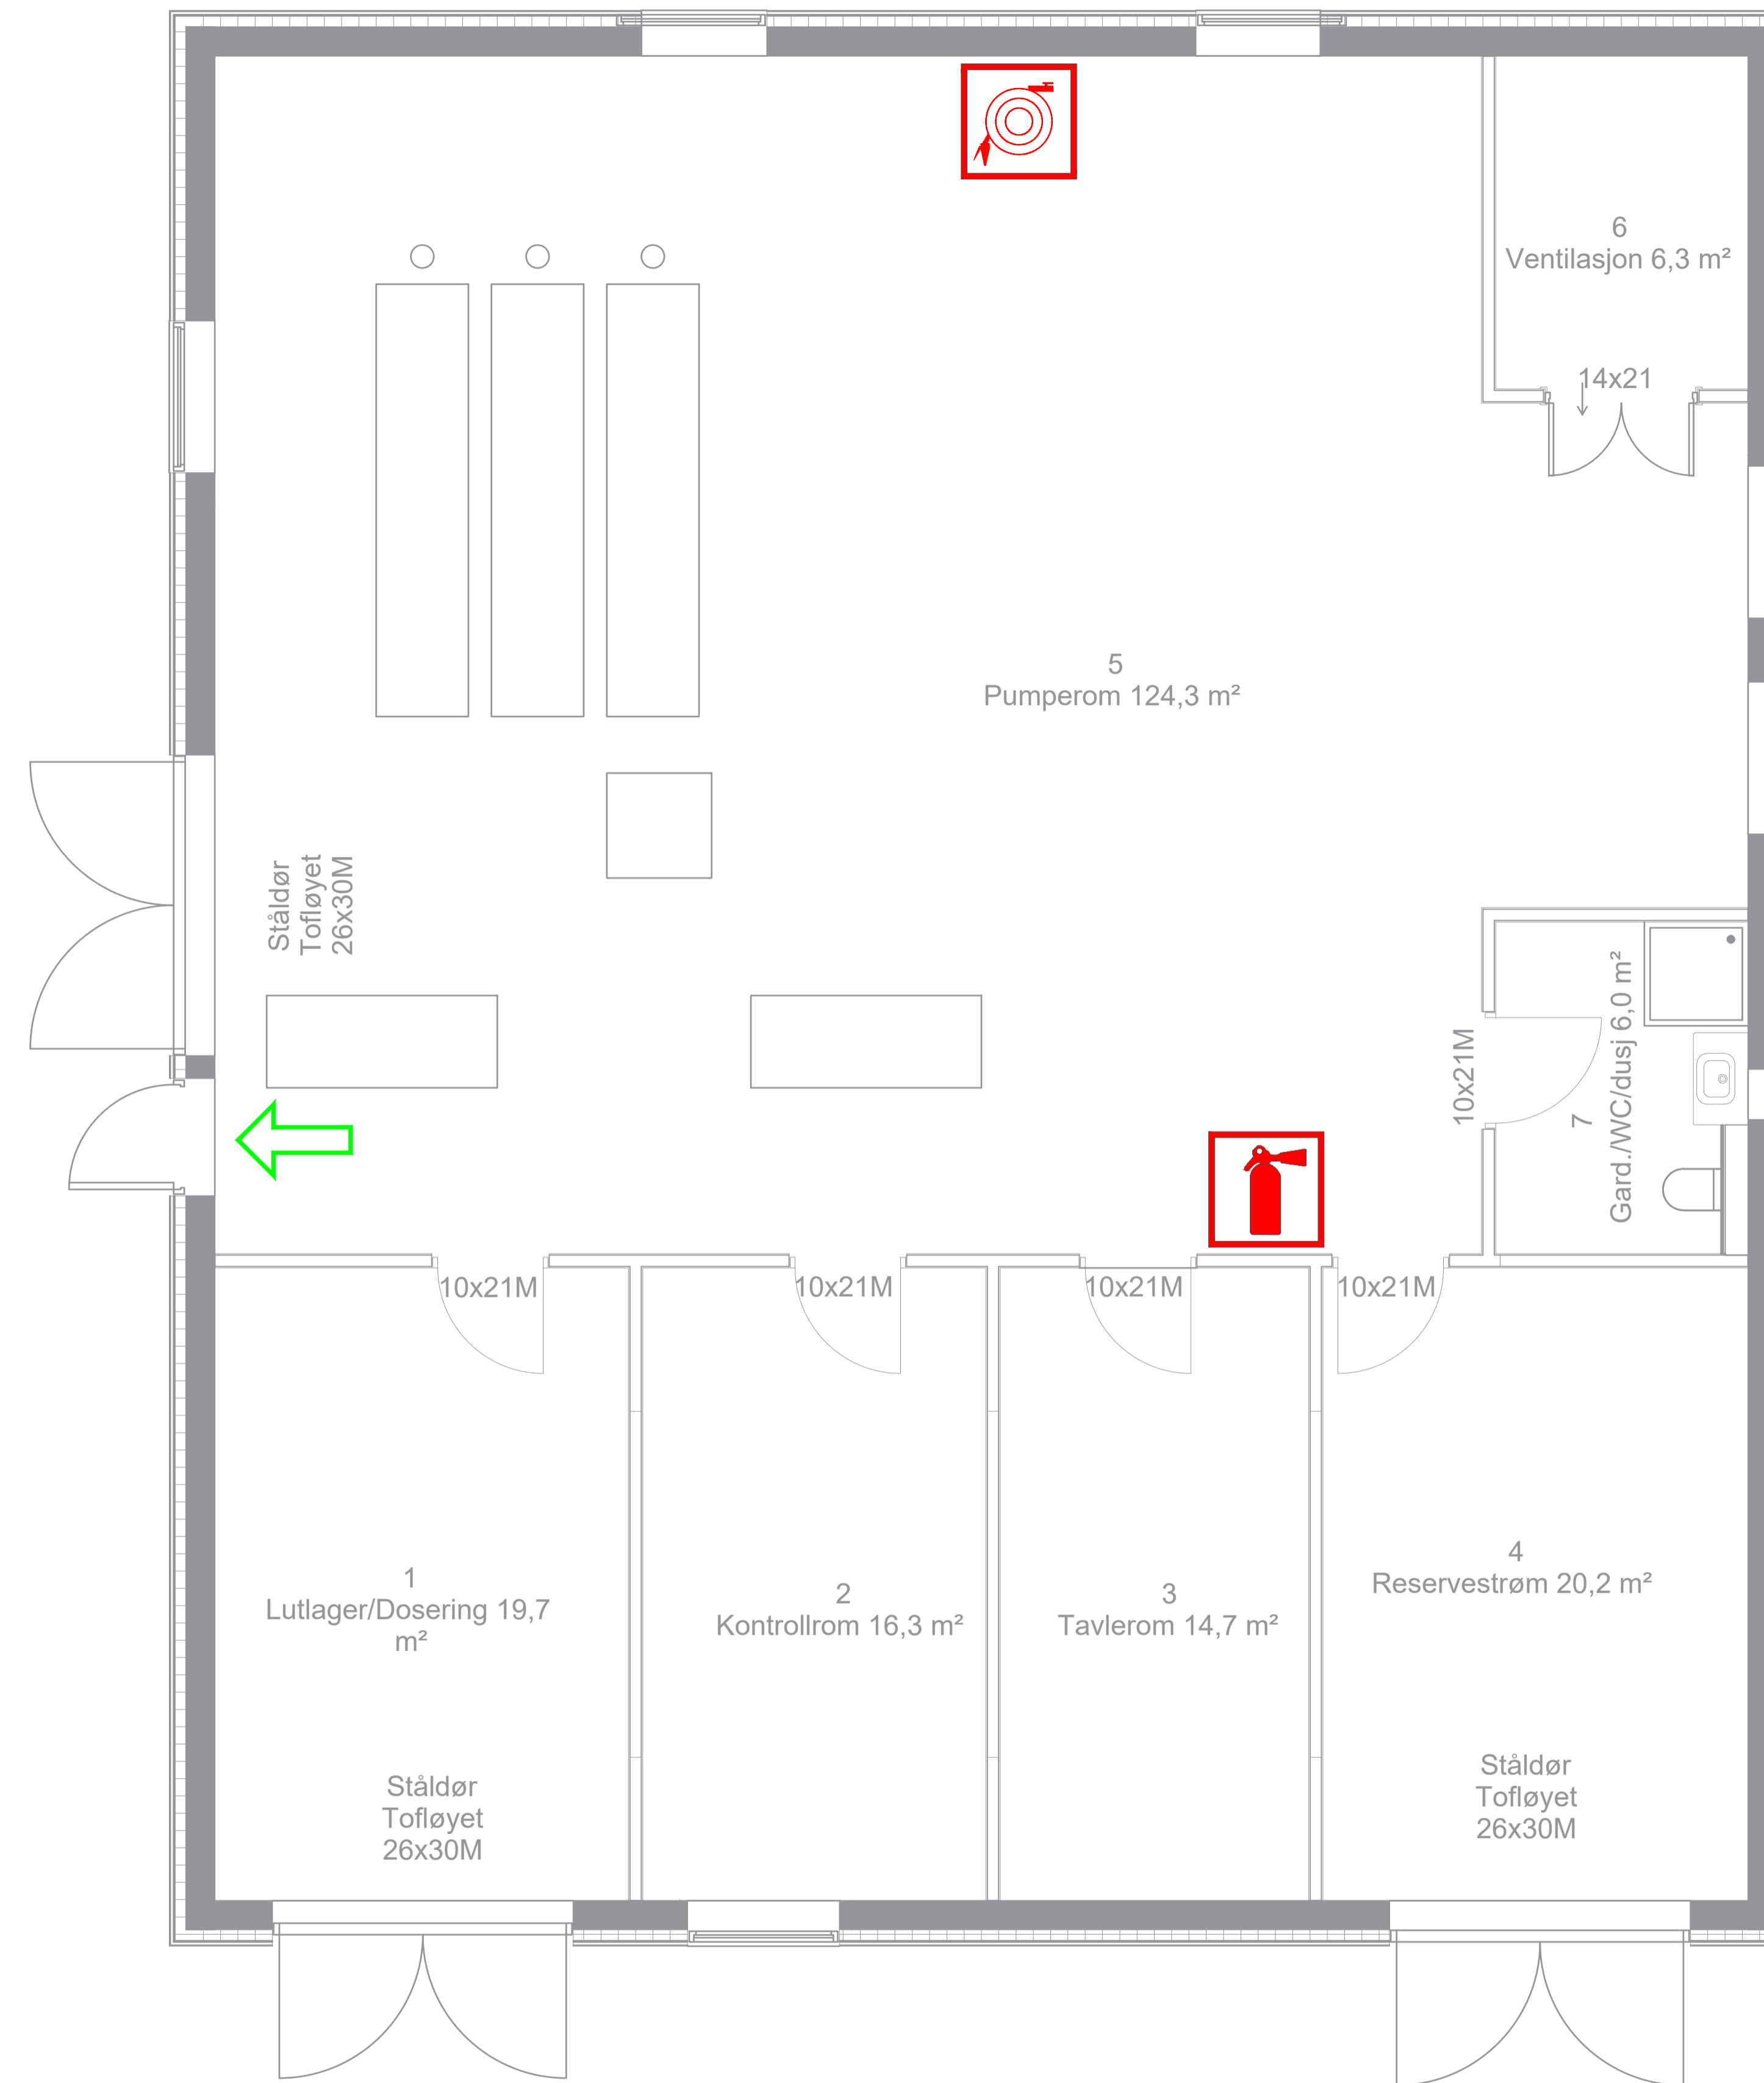 6
Ventilasjon 6,3 m²
14x21
5
Pumperom 124,3 m²
Ståldør
Tofløyet
26x30M
10x21M
7
Gard./WC/dusj 6,0 m²
10x21M
10x21M
10x21M
10x21M
1
Lutlager/Dosering 19,7
m²
2
Kontrollrom 16,3 m²
3
Tavlerom 14,7 m²
4
Reservestrøm 20,2 m²
Ståldør
Tofløyet
26x30M
Ståldør
Tofløyet
26x30M